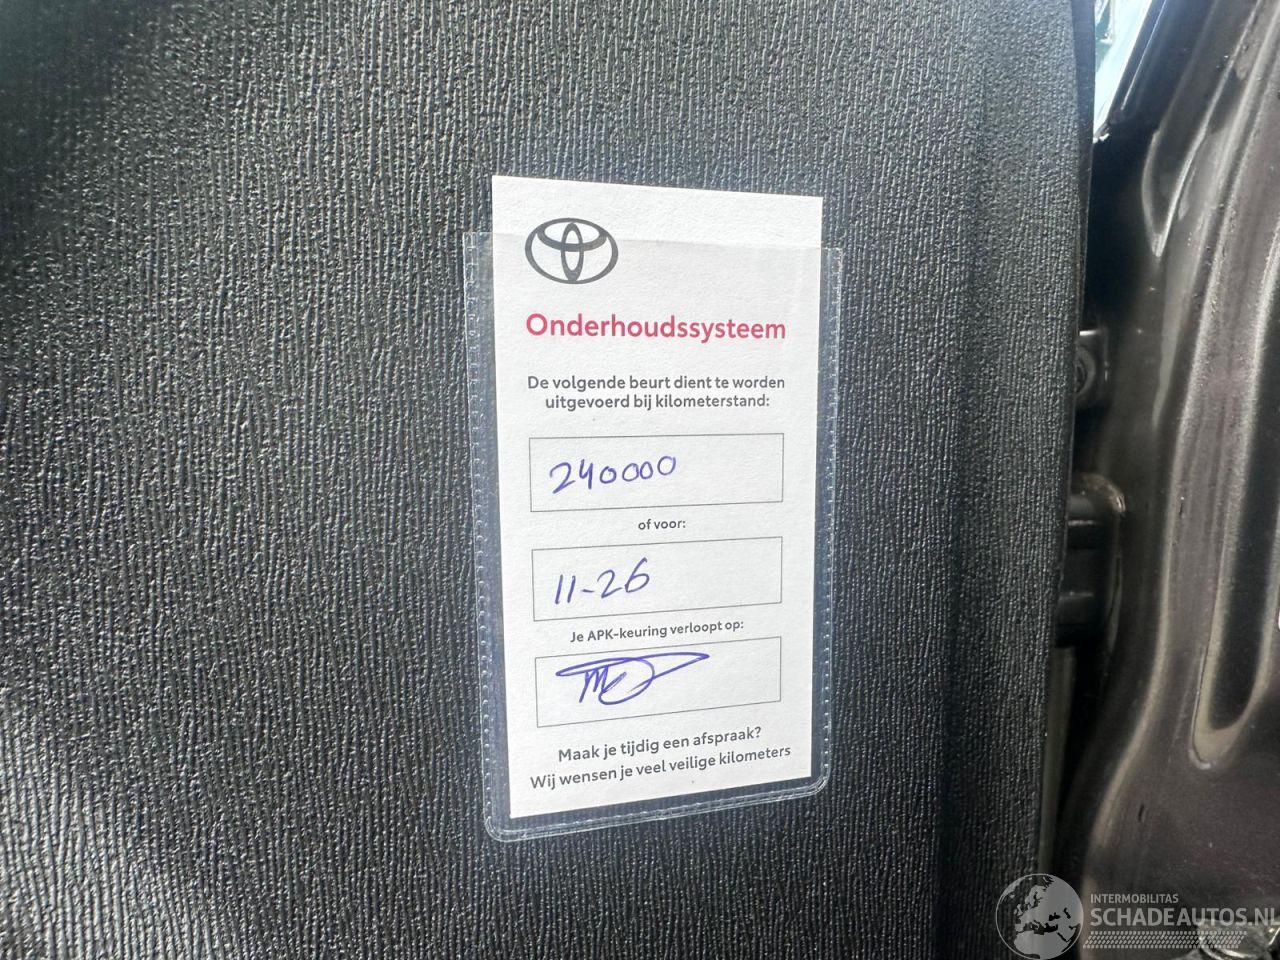 Onderhoudssysteem
De volgende beurt dient te worden
uitgevoerd bij kilometerstand:
240000
of voor:
11-26
Je APK-keuring verloopt op:
Maak je tijdig een afspraak?
Wij wensen je veel veilige kilometers
INTERMOBILITAS
SCHADEAUTOS.NL